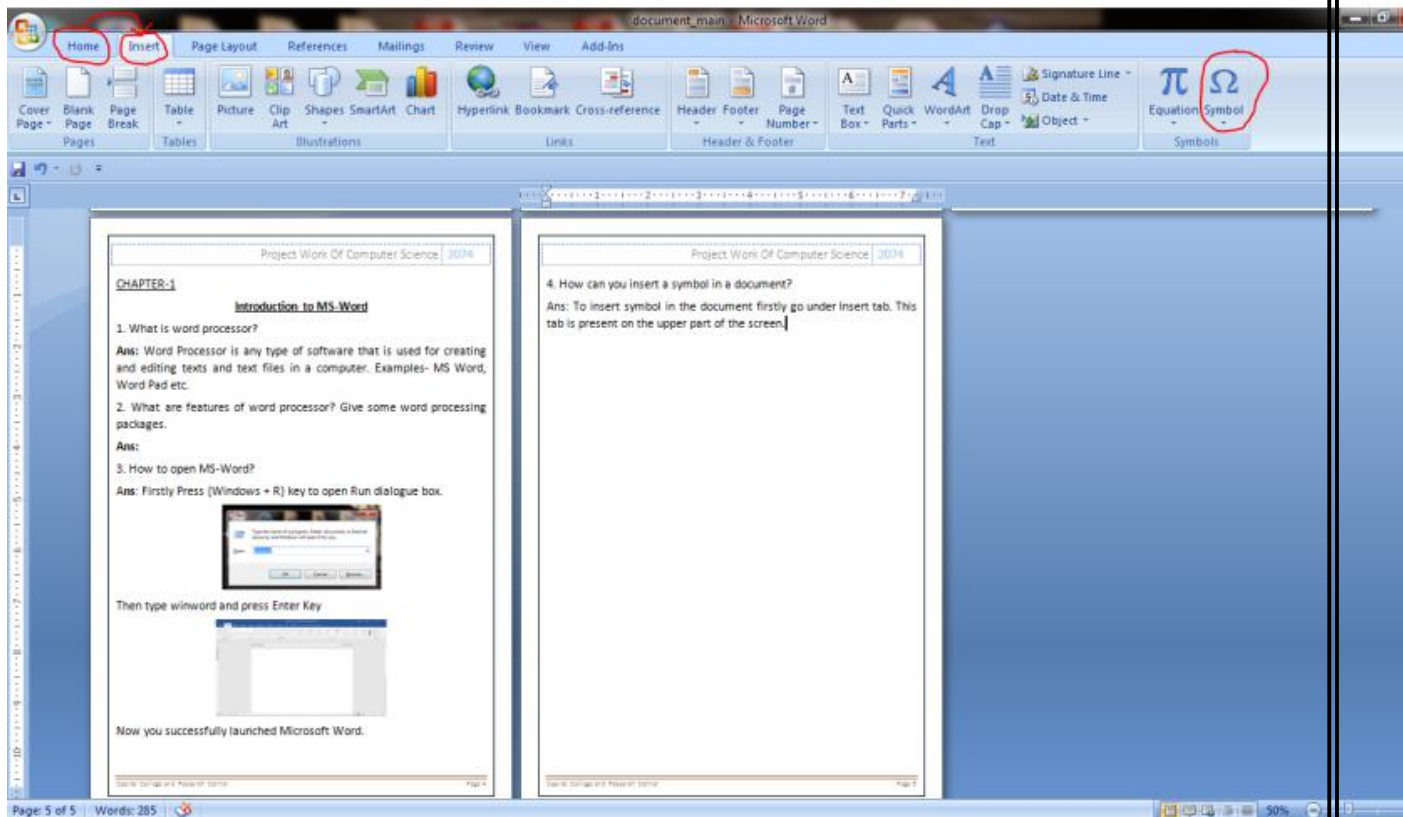 document_main - Microsoft Word
Home Insert Page Layout References Mailings Review View Add-Ins
Cover Page Blank Page Page Break Table Picture Clip Art Shapes SmartArt Chart Hyperlink Bookmark Cross-reference Header Footer Page Number Text Box Quick Parts WordArt Drop Cap Signature Line Date & Time Object Equation Symbol
Pages Tables Illustrations Links Header & Footer Text Symbols
Project Work Of Computer Science 2074
CHAPTER-1
Introduction to MS-Word
1. What is word processor?
Ans: Word Processor is any type of software that is used for creating
and editing texts and text files in a computer. Examples- MS Word,
Word Pad etc.
2. What are features of word processor? Give some word processing
packages.
Ans:
3. How to open MS-Word?
Ans: Firstly Press (Windows + R) key to open Run dialogue box.
Then type winword and press Enter Key
Now you successfully launched Microsoft Word.
Page 4
Project Work Of Computer Science 2074
4. How can you insert a symbol in a document?
Ans: To insert symbol in the document firstly go under Insert tab. This
tab is present on the upper part of the screen.
Page 5
Page: 5 of 5 Words: 285 50%